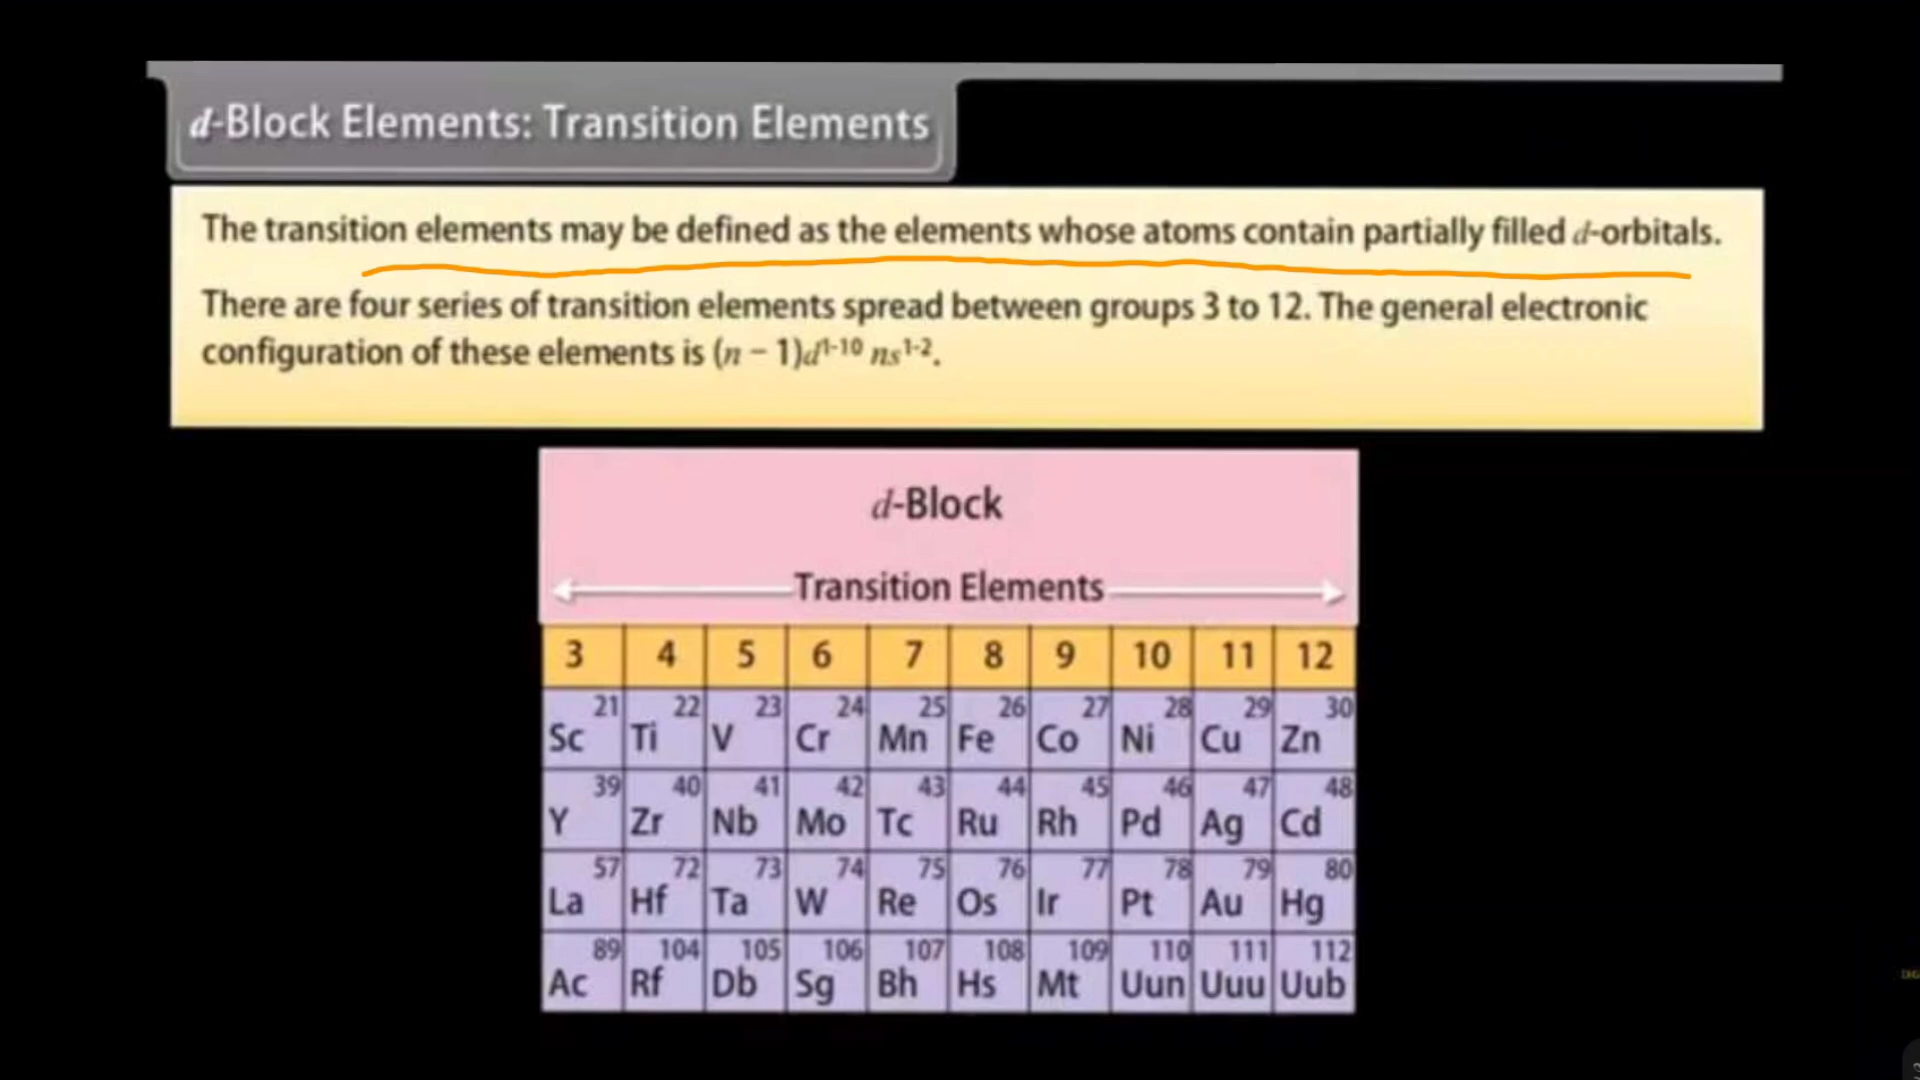 d-Block Elements: Transition Elements
The transition elements may be defined as the elements whose atoms contain partially filled d-orbitals.
There are four series of transition elements spread between groups 3 to 12. The general electronic
configuration of these elements is (n − 1)d¹⁻¹⁰ ns¹⁻².
d-Block
Transition Elements
3 4 5 6 7 8 9 10 11 12
21 22 23 24 25 26 27 28 29 30
Sc Ti V Cr Mn Fe Co Ni Cu Zn
39 40 41 42 43 44 45 46 47 48
Y Zr Nb Mo Tc Ru Rh Pd Ag Cd
57 72 73 74 75 76 77 78 79 80
La Hf Ta W Re Os Ir Pt Au Hg
89 104 105 106 107 108 109 110 111 112
Ac Rf Db Sg Bh Hs Mt Uun Uuu Uub